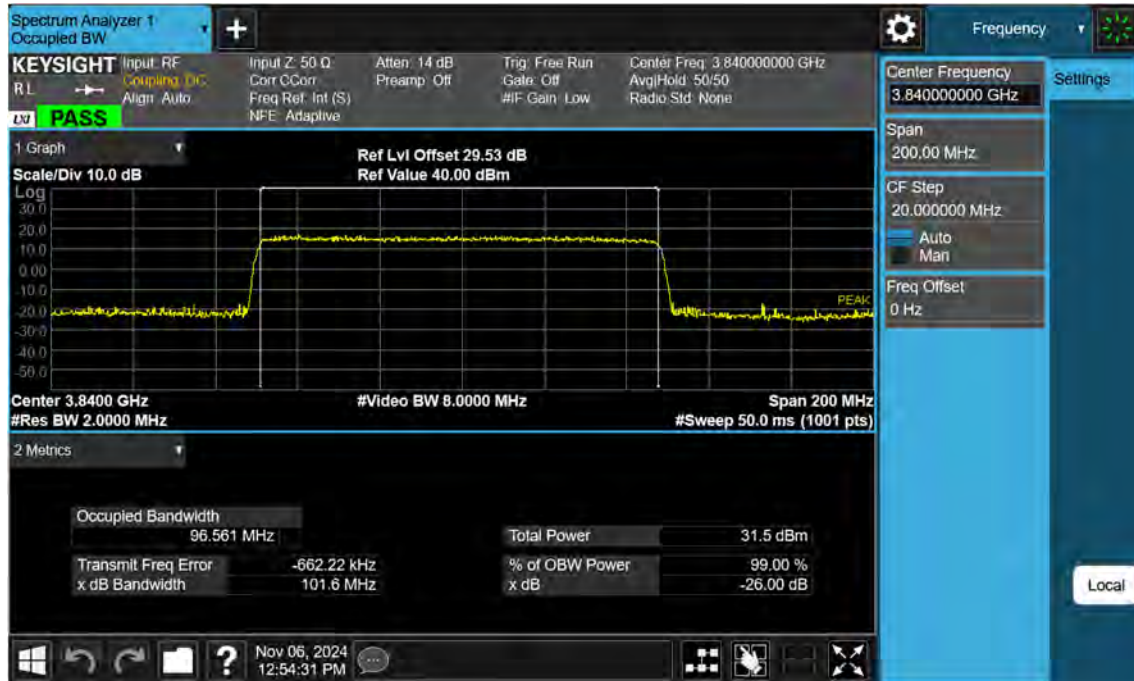 Spectrum Analyzer 1
Occupied BW
Frequency
KEYSIGHT Input: RF
Coupling: DC
Align: Auto
RL
LXI PASS
Input Z: 50 Ω
Corr CCorr
Freq Ref: Int (S)
NFE: Adaptive
Atten: 14 dB
Preamp: Off
Trig: Free Run
Gate: Off
#IF Gain: Low
Center Freq: 3.840000000 GHz
Avg|Hold: 50/50
Radio Std: None
Center Frequency
3.840000000 GHz
Settings
Span
200.00 MHz
CF Step
20.000000 MHz
Auto
Man
Freq Offset
0 Hz
1 Graph
Scale/Div 10.0 dB
Ref Lvl Offset 29.53 dB
Ref Value 40.00 dBm
Log
30.0
20.0
10.0
0.00
-10.0
-20.0
-30.0
-40.0
-50.0
PEAK
Center 3.8400 GHz
#Res BW 2.0000 MHz
#Video BW 8.0000 MHz
Span 200 MHz
#Sweep 50.0 ms (1001 pts)
2 Metrics
Occupied Bandwidth
96.561 MHz
Transmit Freq Error -662.22 kHz
x dB Bandwidth 101.6 MHz
Total Power 31.5 dBm
% of OBW Power 99.00 %
x dB -26.00 dB
Local
?
Nov 06, 2024
12:54:31 PM